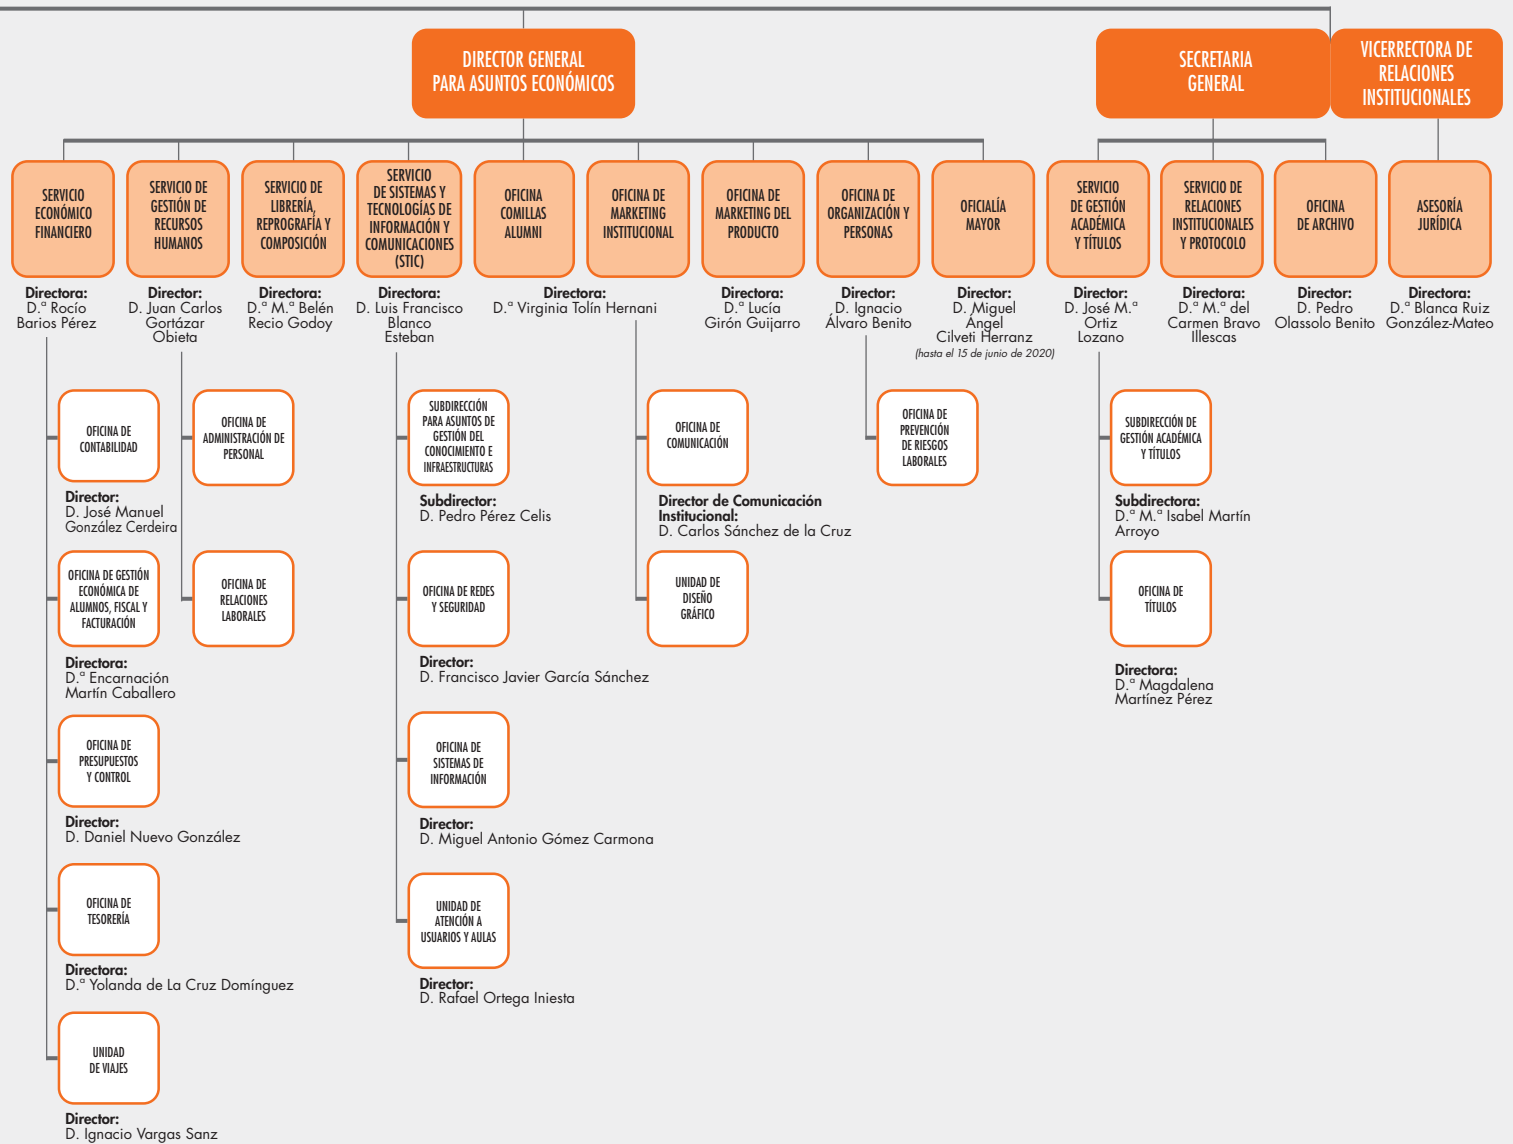 DIRECTOR GENERAL
PARA ASUNTOS ECONÓMICOS
SECRETARIA
GENERAL
VICERRECTORA DE
RELACIONES
INSTITUCIONALES
SERVICIO
ECONÓMICO
FINANCIERO
Directora:
D.ª Rocío
Barios Pérez
SERVICIO DE
GESTIÓN DE
RECURSOS
HUMANOS
Director:
D. Juan Carlos
Gortázar
Obieta
SERVICIO DE
LIBRERÍA,
REPROGRAFÍA Y
COMPOSICIÓN
Directora:
D.ª M.ª Belén
Recio Godoy
SERVICIO
DE SISTEMAS Y
TECNOLOGÍAS DE
INFORMACIÓN Y
COMUNICACIONES
(STIC)
Directora:
D. Luis Francisco
Blanco
Esteban
OFICINA
COMILLAS
ALUMNI
OFICINA DE
MARKETING
INSTITUCIONAL
Directora:
D.ª Virginia Tolín Hernani
OFICINA DE
MARKETING DEL
PRODUCTO
Directora:
D.ª Lucía
Girón Guijarro
OFICINA DE
ORGANIZACIÓN Y
PERSONAS
Director:
D. Ignacio
Álvaro Benito
OFICIALÍA
MAYOR
Director:
D. Miguel
Ángel
Cilveti Herranz
(hasta el 15 de junio de 2020)
SERVICIO
DE GESTIÓN
ACADÉMICA
Y TÍTULOS
Director:
D. José M.ª
Ortiz
Lozano
SERVICIO DE
RELACIONES
INSTITUCIONALES
Y PROTOCOLO
Directora:
D.ª M.ª del
Carmen Bravo
Illescas
OFICINA
DE ARCHIVO
Director:
D. Pedro
Olassolo Benito
ASESORÍA
JURÍDICA
Directora:
D.ª Blanca Ruiz
González-Mateo
OFICINA DE
CONTABILIDAD
Director:
D. José Manuel
González Cerdeira
OFICINA DE GESTIÓN
ECONÓMICA DE
ALUMNOS, FISCAL Y
FACTURACIÓN
Directora:
D.ª Encarnación
Martín Caballero
OFICINA DE
PRESUPUESTOS
Y CONTROL
Director:
D. Daniel Nuevo González
OFICINA DE
TESORERÍA
Directora:
D.ª Yolanda de La Cruz Domínguez
UNIDAD
DE VIAJES
Director:
D. Ignacio Vargas Sanz
OFICINA DE
ADMINISTRACIÓN DE
PERSONAL
OFICINA DE
RELACIONES
LABORALES
SUBDIRECCIÓN
PARA ASUNTOS DE
GESTIÓN DEL
CONOCIMIENTO E
INFRAESTRUCTURAS
Subdirector:
D. Pedro Pérez Celis
OFICINA DE REDES
Y SEGURIDAD
Director:
D. Francisco Javier García Sánchez
OFICINA DE
SISTEMAS DE
INFORMACIÓN
Director:
D. Miguel Antonio Gómez Carmona
UNIDAD DE
ATENCIÓN A
USUARIOS Y AULAS
Director:
D. Rafael Ortega Iniesta
OFICINA DE
COMUNICACIÓN
Director de Comunicación
Institucional:
D. Carlos Sánchez de la Cruz
UNIDAD DE
DISEÑO
GRÁFICO
OFICINA DE
PREVENCIÓN
DE RIESGOS
LABORALES
SUBDIRECCIÓN DE
GESTIÓN ACADÉMICA
Y TÍTULOS
Subdirectora:
D.ª M.ª Isabel Martín
Arroyo
OFICINA DE
TÍTULOS
Directora:
D.ª Magdalena
Martínez Pérez